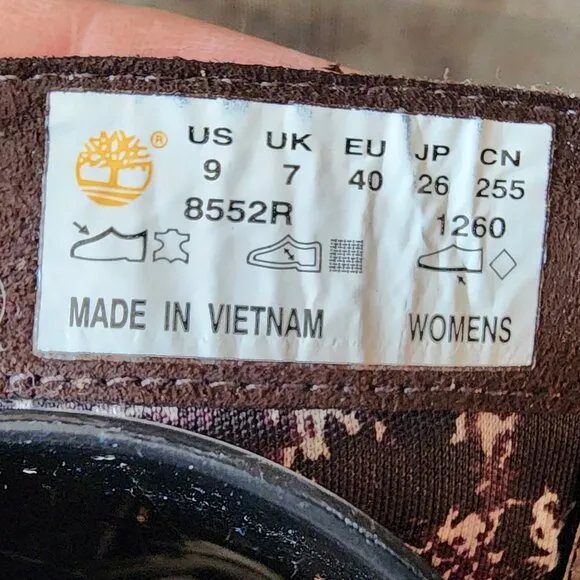 ® US UK EU JP CN
9 7 40 26 255
8552R 1260
MADE IN VIETNAM WOMENS